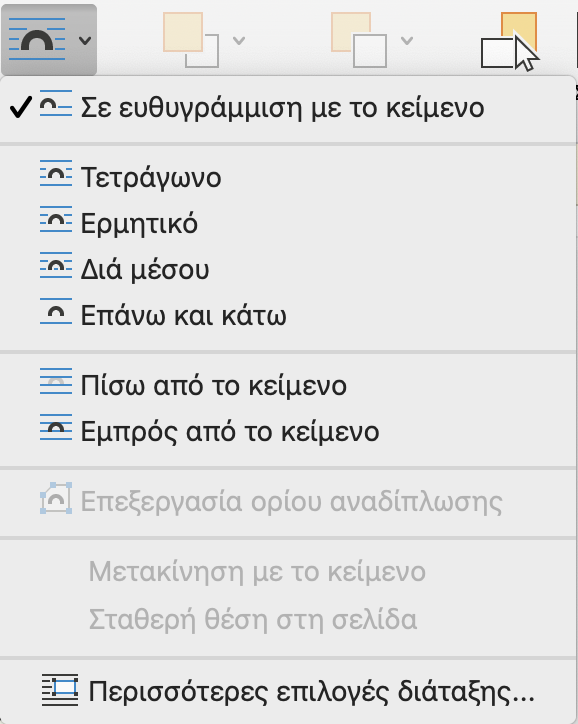 Σε ευθυγράμμιση με το κείμενο
Τετράγωνο
Ερμητικό
Διά μέσου
Επάνω και κάτω
Πίσω από το κείμενο
Εμπρός από το κείμενο
Επεξεργασία ορίου αναδίπλωσης
Μετακίνηση με το κείμενο
Σταθερή θέση στη σελίδα
Περισσότερες επιλογές διάταξης...